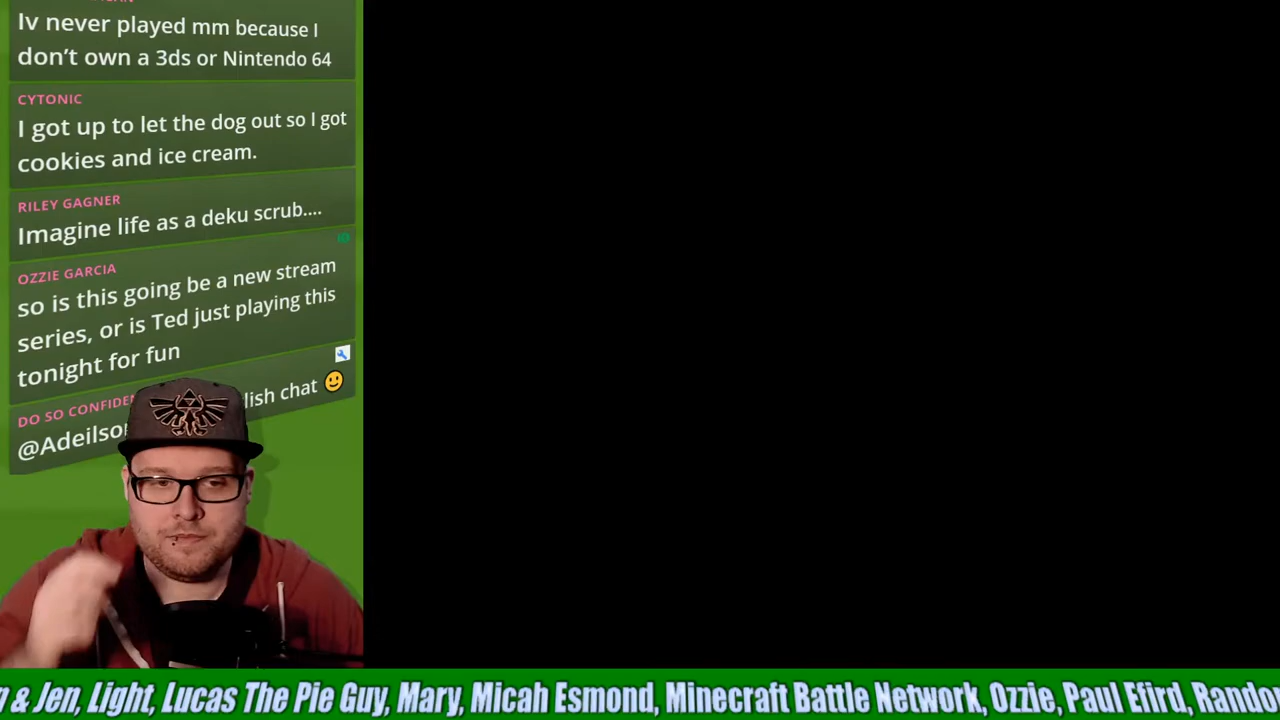 Iv never played mm because I
don't own a 3ds or Nintendo 64
CYTONIC
I got up to let the dog out so I got
cookies and ice cream.
RILEY GAGNER
Imagine life as a deku scrub....
OZZIE GARCIA
so is this going be a new stream
series, or is Ted just playing this
tonight for fun
DO SO
chat 🙂
& Jen, Light, Lucas The Pie Guy, Mary, Micah Esmond, Minecraft Battle Network, Ozzie, Paul Efird,